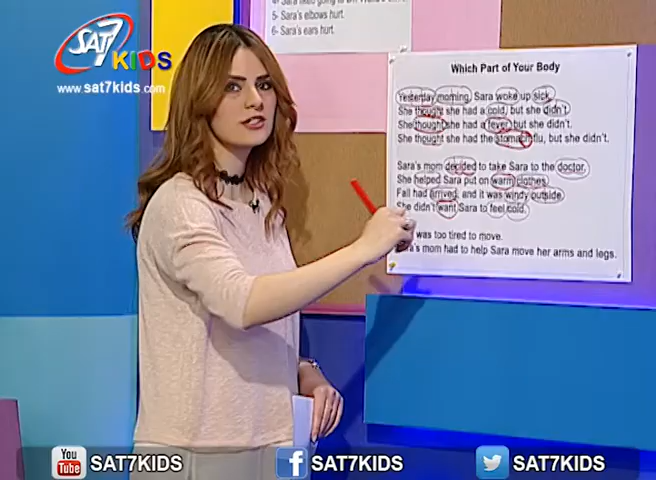 5- Sara's elbows hurt.
6- Sara's ears hurt.
SAT7
KIDS
www.sat7kids.com
Which Part of Your Body
Yesterday morning, Sara woke up sick.
She thought she had a cold, but she didn't.
She thought she had a fever, but she didn't.
She thought she had the stomach flu, but she didn't.
Sara's mom decided to take Sara to the doctor.
She helped Sara put on warm clothes.
Fall had arrived, and it was windy outside.
She didn't want Sara to feel cold.
was too tired to move.
mom had to help Sara move her arms and legs.
You Tube SAT7KIDS
f SAT7KIDS
SAT7KIDS